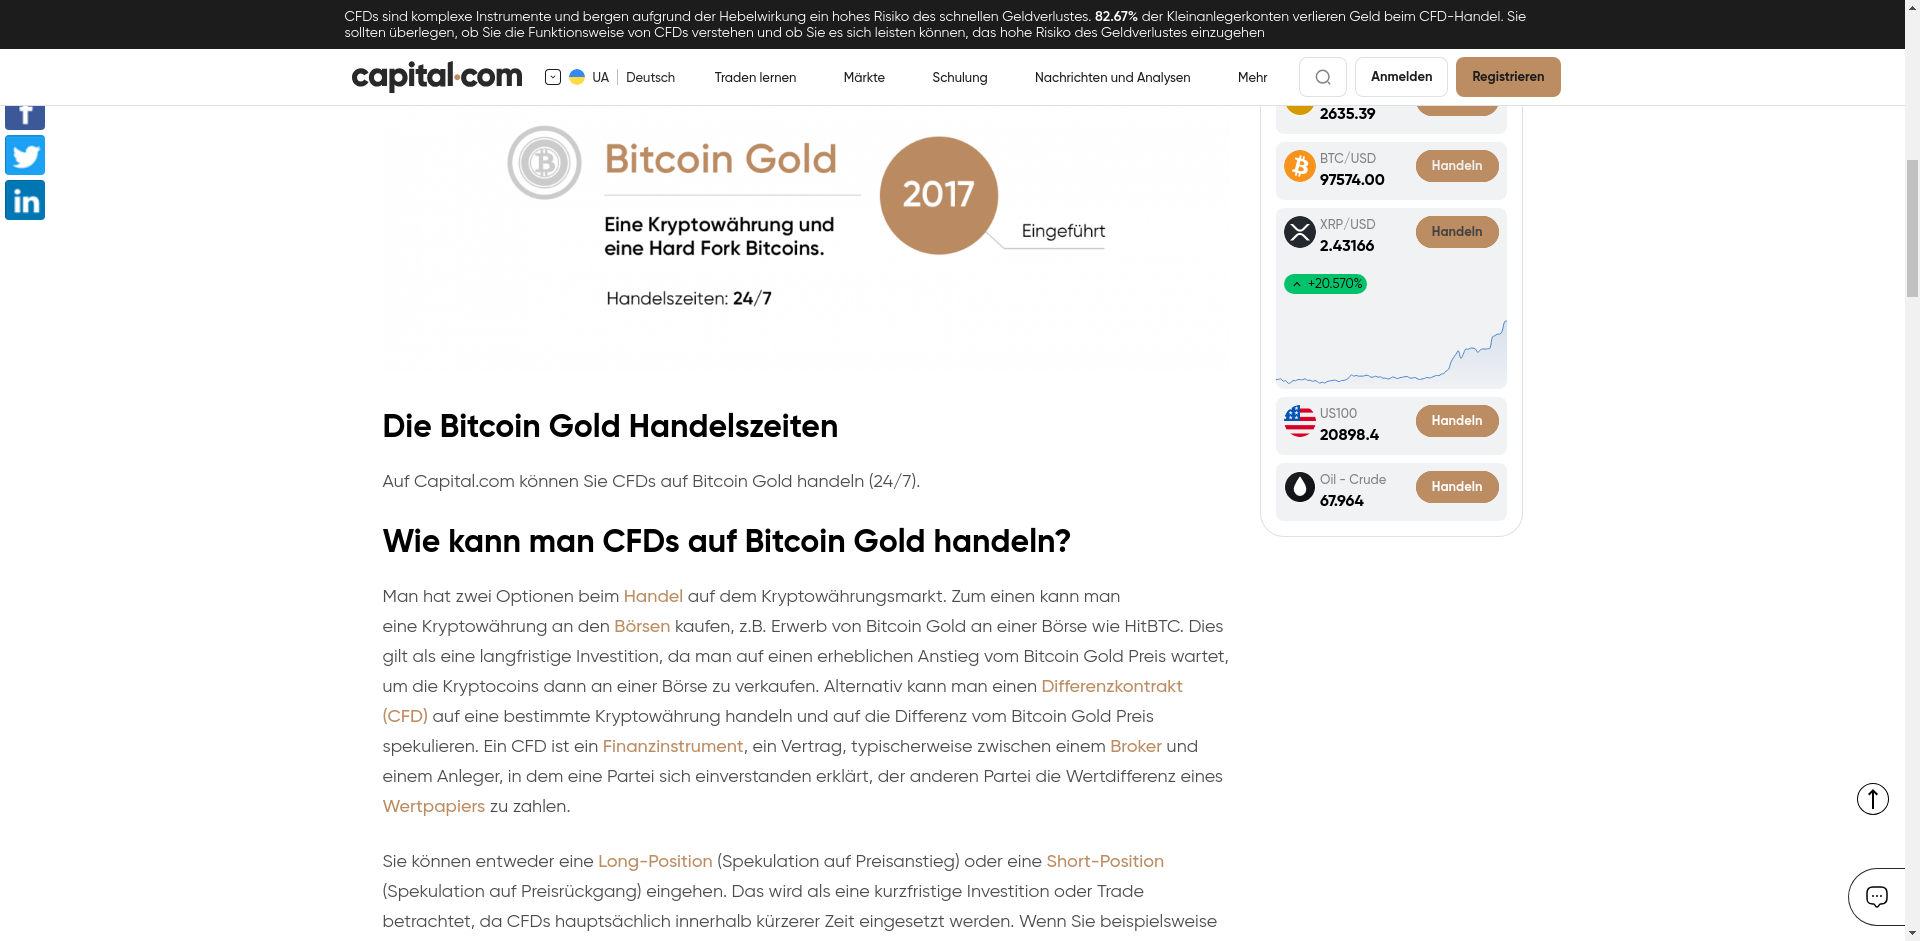 CFDs sind komplexe Instrumente und bergen aufgrund der Hebelwirkung ein hohes Risiko des schnellen Geldverlustes. 82.67% der Kleinanlegerkonten verlieren Geld beim CFD-Handel. Sie
sollten überlegen, ob Sie die Funktionsweise von CFDs verstehen und ob Sie es sich leisten können, das hohe Risiko des Geldverlustes einzugehen
capital.com
UA
Deutsch
Traden lernen
Märkte
Schulung
Nachrichten und Analysen
Mehr
Anmelden
Registrieren
Bitcoin Gold
Eine Kryptowährung und
eine Hard Fork Bitcoins.
Handelszeiten: 24/7
2017
Eingeführt
Die Bitcoin Gold Handelszeiten
Auf Capital.com können Sie CFDs auf Bitcoin Gold handeln (24/7).
Wie kann man CFDs auf Bitcoin Gold handeln?
Man hat zwei Optionen beim Handel auf dem Kryptowährungsmarkt. Zum einen kann man
eine Kryptowährung an den Börsen kaufen, z.B. Erwerb von Bitcoin Gold an einer Börse wie HitBTC. Dies
gilt als eine langfristige Investition, da man auf einen erheblichen Anstieg vom Bitcoin Gold Preis wartet,
um die Kryptocoins dann an einer Börse zu verkaufen. Alternativ kann man einen Differenzkontrakt
(CFD) auf eine bestimmte Kryptowährung handeln und auf die Differenz vom Bitcoin Gold Preis
spekulieren. Ein CFD ist ein Finanzinstrument, ein Vertrag, typischerweise zwischen einem Broker und
einem Anleger, in dem eine Partei sich einverstanden erklärt, der anderen Partei die Wertdifferenz eines
Wertpapiers zu zahlen.
Sie können entweder eine Long-Position (Spekulation auf Preisanstieg) oder eine Short-Position
(Spekulation auf Preisrückgang) eingehen. Das wird als eine kurzfristige Investition oder Trade
betrachtet, da CFDs hauptsächlich innerhalb kürzerer Zeit eingesetzt werden. Wenn Sie beispielsweise
2635.39
BTC/USD
97574.00
Handeln
XRP/USD
2.43166
Handeln
+20.570%
US100
20898.4
Handeln
Oil - Crude
67.964
Handeln